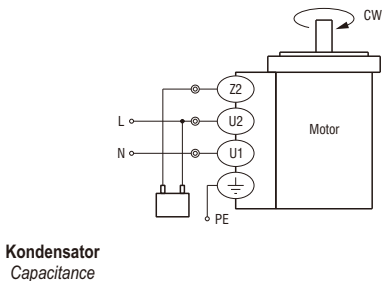 CW
Z2
L
U2
Motor
N
U1
PE
Kondensator
Capacitance